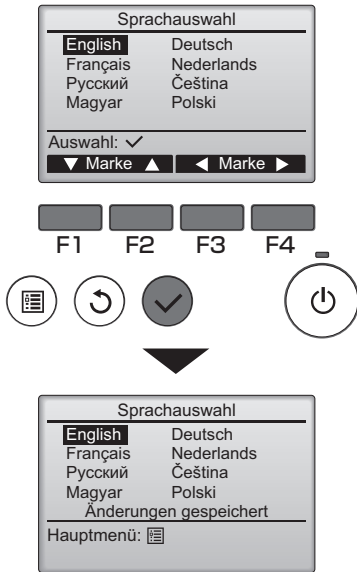 Sprachauswahl
English Deutsch
Français Nederlands
Русский Čeština
Magyar Polski
Auswahl: ✓
▼ Marke ▲ ◀ Marke ▶
F1 F2 F3 F4
Sprachauswahl
English Deutsch
Français Nederlands
Русский Čeština
Magyar Polski
Änderungen gespeichert
Hauptmenü: